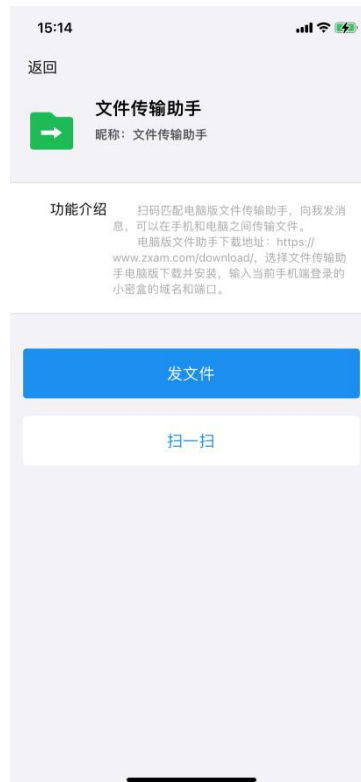 15:14
返回
文件传输助手
昵称：文件传输助手
功能介绍
扫码匹配电脑版文件传输助手，向我发消
息，可以在手机和电脑之间传输文件。
电脑版文件助手下载地址：https://
www.zxam.com/download/，选择文件传输助
手电脑版下载并安装，输入当前手机端登录的
小密盒的域名和端口。
发文件
扫一扫